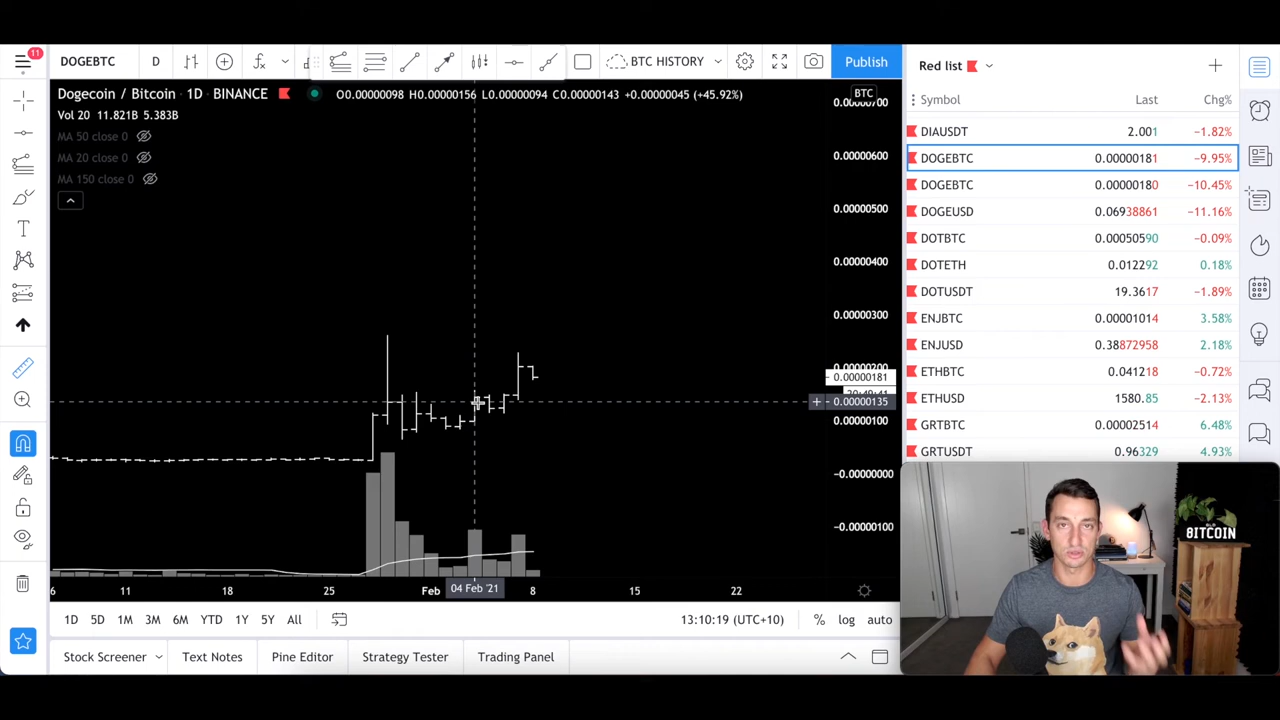 11
DOGEBTC
D
BTC HISTORY
Publish
Dogecoin / Bitcoin · 1D · BINANCE
O0.00000098 H0.00000156 L0.00000094 C0.00000143 +0.00000045 (+45.92%)
Vol 20 11.821B 5.383B
MA 50 close 0
MA 20 close 0
MA 150 close 0
BTC
0.00000700
0.00000600
0.00000500
0.00000400
0.00000300
0.00000200
0.00000181
0.00000135
0.00000100
−0.00000000
−0.00000100
6 11 18 25 Feb 04 Feb '21 8 15 22
1D 5D 1M 3M 6M YTD 1Y 5Y All
13:10:19 (UTC+10) % log auto
Stock Screener Text Notes Pine Editor Strategy Tester Trading Panel
Red list
Symbol Last Chg%
DIAUSDT 2.001 −1.82%
DOGEBTC 0.00000181 −9.95%
DOGEBTC 0.00000180 −10.45%
DOGEUSD 0.06938861 −11.16%
DOTBTC 0.00050590 −0.09%
DOTETH 0.012292 0.18%
DOTUSDT 19.3617 −1.89%
ENJBTC 0.00001014 3.58%
ENJUSD 0.38872958 2.18%
ETHBTC 0.041218 −0.72%
ETHUSD 1580.85 −2.13%
GRTBTC 0.00002514 6.48%
GRTUSDT 0.96329 4.93%
BITCOIN